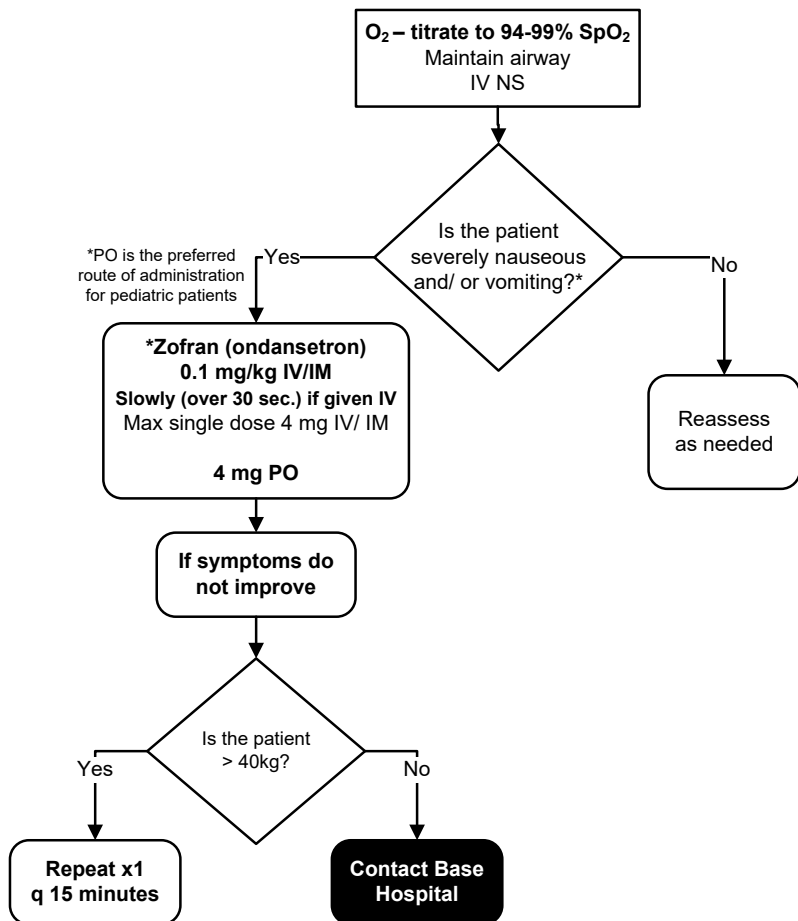 O₂ – titrate to 94-99% SpO₂
Maintain airway
IV NS
Is the patient
severely nauseous
and/ or vomiting?*
Yes
No
*PO is the preferred
route of administration
for pediatric patients
*Zofran (ondansetron)
0.1 mg/kg IV/IM
Slowly (over 30 sec.) if given IV
Max single dose 4 mg IV/ IM
4 mg PO
Reassess
as needed
If symptoms do
not improve
Is the patient
> 40kg?
Yes
No
Repeat x1
q 15 minutes
Contact Base
Hospital